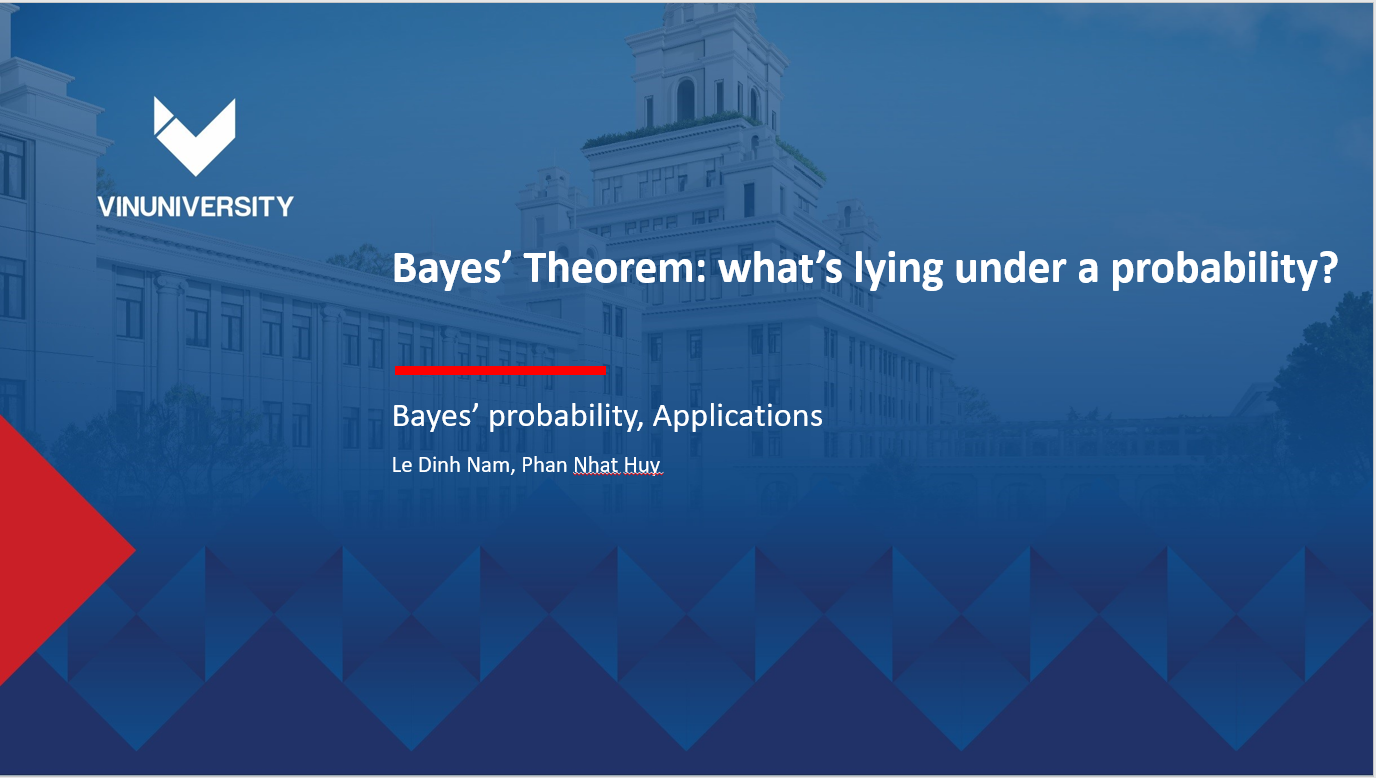 VINUNIVERSITY
Bayes’ Theorem: what’s lying under a probability?
Bayes’ probability, Applications
Le Dinh Nam, Phan Nhat Huy